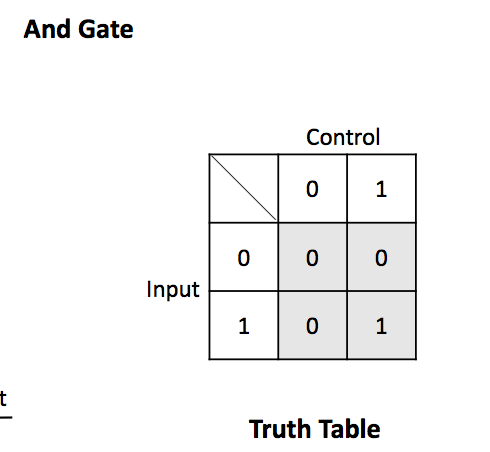 And Gate
Control
0 1
0 0 0
Input
1 0 1
t
Truth Table